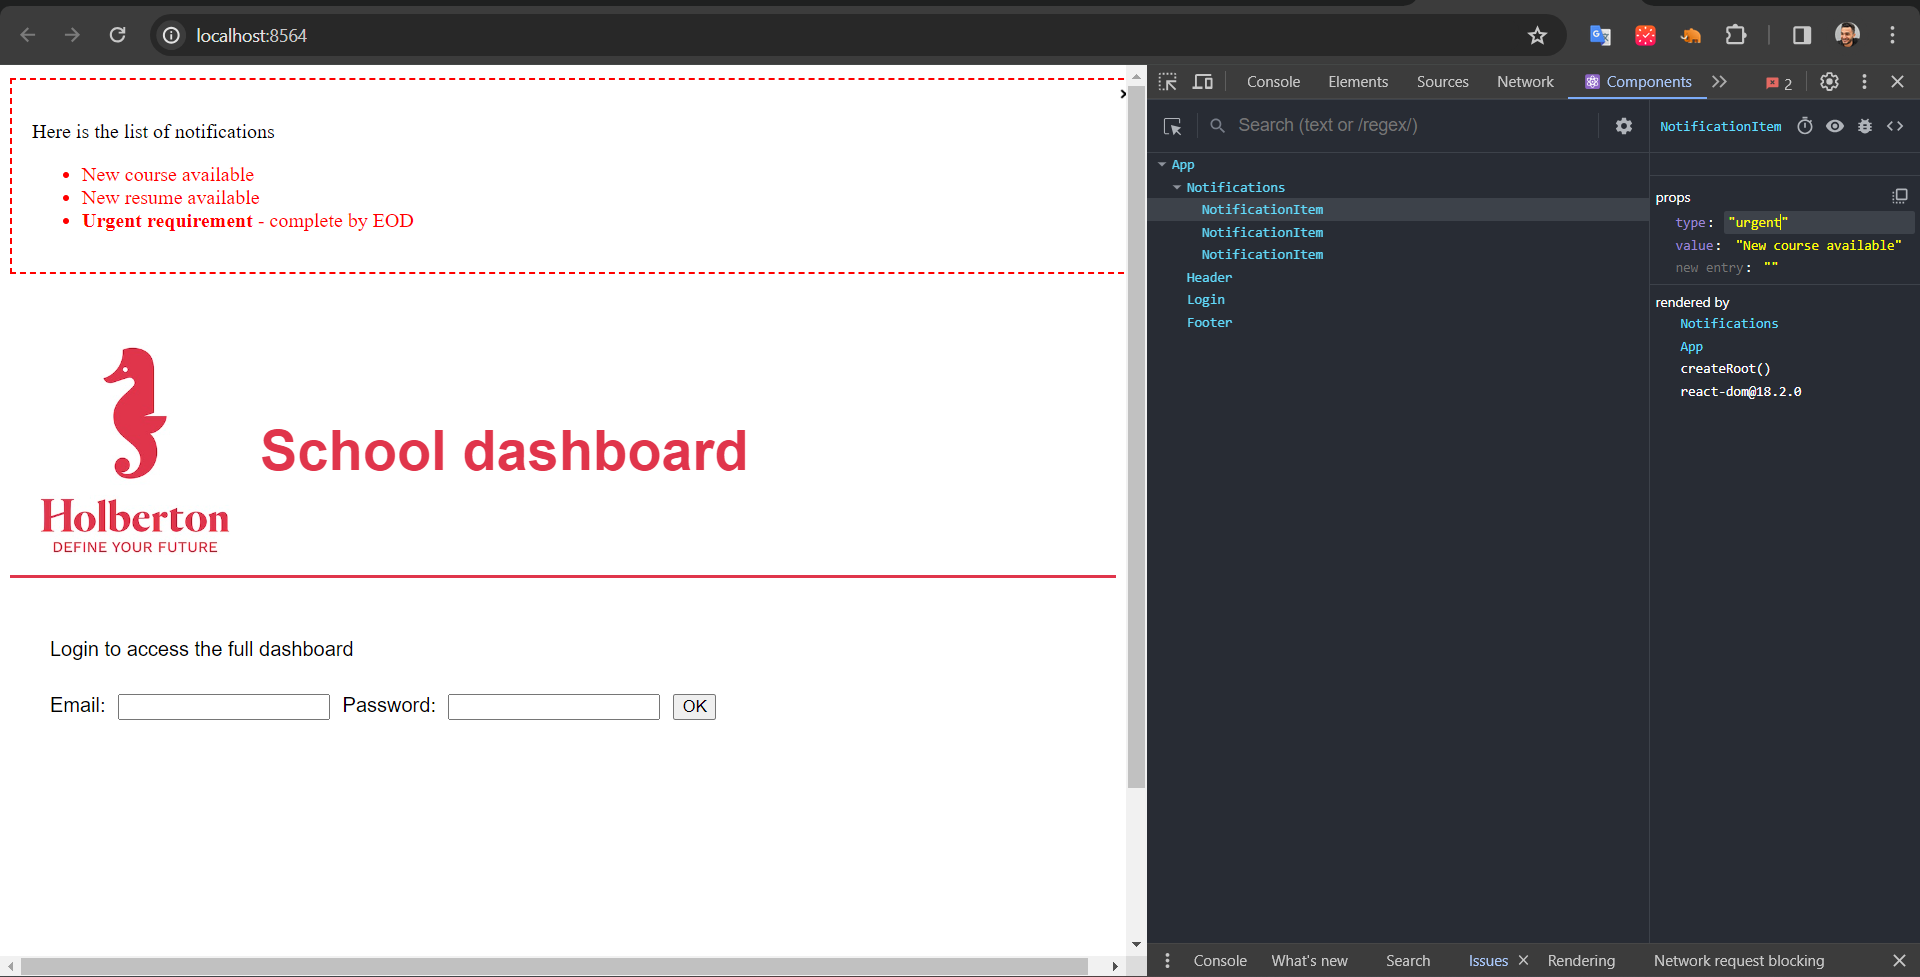 localhost:8564
Here is the list of notifications
New course available
New resume available
Urgent requirement - complete by EOD
Holberton
DEFINE YOUR FUTURE
School dashboard
Login to access the full dashboard
Email: Password: OK
Console Elements Sources Network Components 2
Search (text or /regex/)
App
Notifications
NotificationItem
NotificationItem
NotificationItem
Header
Login
Footer
NotificationItem
props
type: "urgent"
value: "New course available"
new entry: ""
rendered by
Notifications
App
createRoot()
react-dom@18.2.0
Console What's new Search Issues Rendering Network request blocking